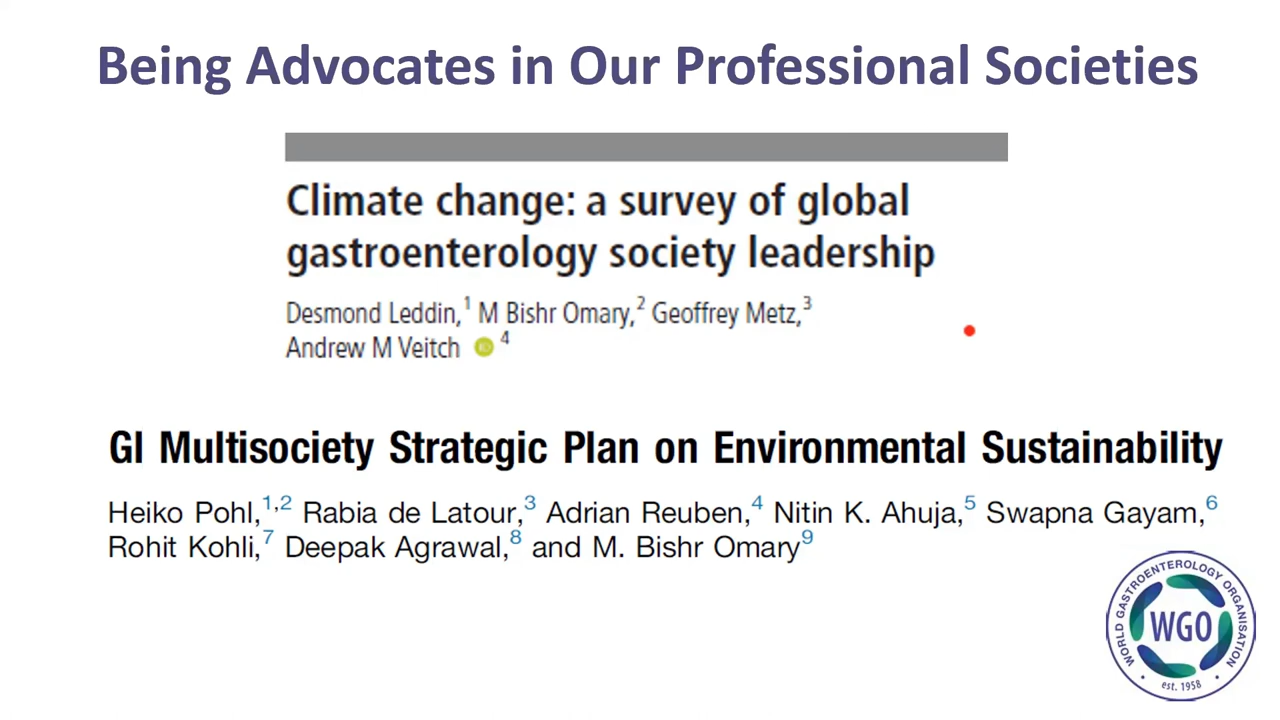 Being Advocates in Our Professional Societies
Climate change: a survey of global
gastroenterology society leadership
Desmond Leddin,1 M Bishr Omary,2 Geoffrey Metz,3
Andrew M Veitch iD 4
GI Multisociety Strategic Plan on Environmental Sustainability
Heiko Pohl,1,2 Rabia de Latour,3 Adrian Reuben,4 Nitin K. Ahuja,5 Swapna Gayam,6
Rohit Kohli,7 Deepak Agrawal,8 and M. Bishr Omary9
WORLD GASTROENTEROLOGY ORGANISATION
WGO
est. 1958